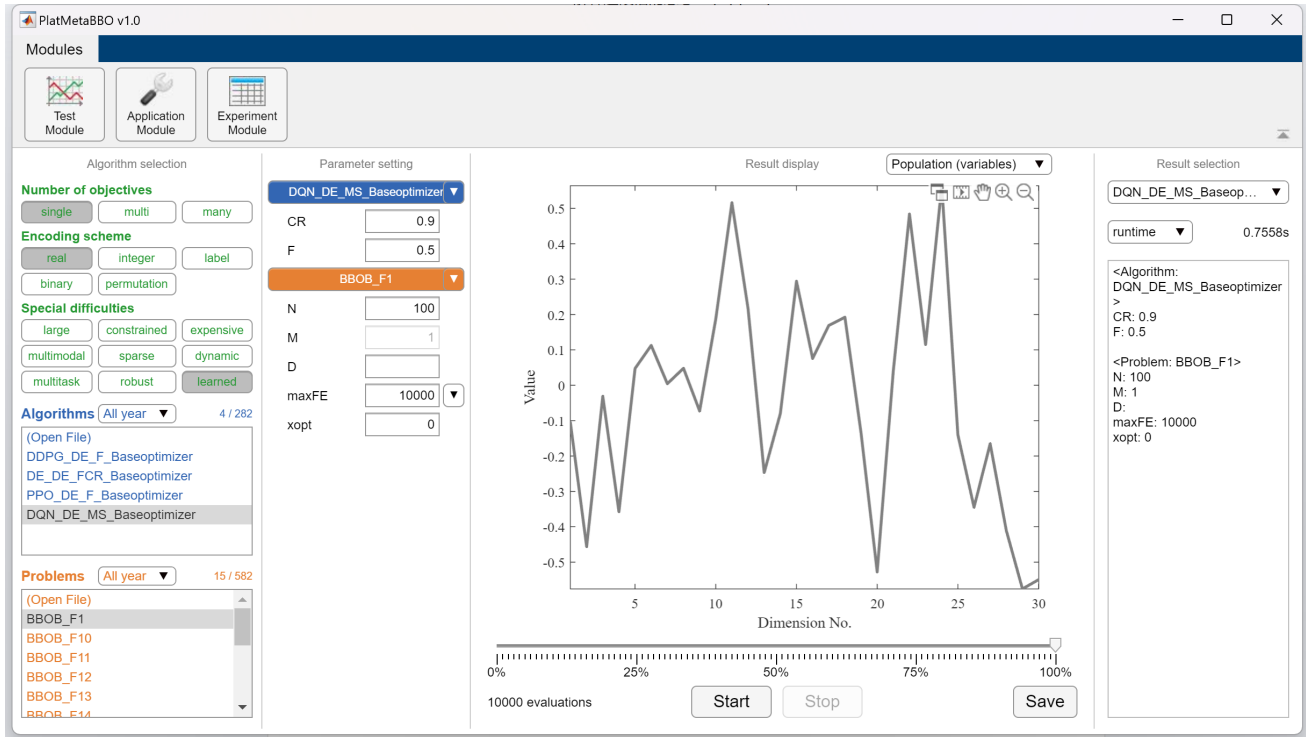 PlatMetaBBO v1.0
Modules
Test
Module
Application
Module
Experiment
Module
Algorithm selection
Number of objectives
single multi many
Encoding scheme
real integer label
binary permutation
Special difficulties
large constrained expensive
multimodal sparse dynamic
multitask robust learned
Algorithms All year 4 / 282
(Open File)
DDPG_DE_F_Baseoptimizer
DE_DE_FCR_Baseoptimizer
PPO_DE_F_Baseoptimizer
DQN_DE_MS_Baseoptimizer
Problems All year 15 / 582
(Open File)
BBOB_F1
BBOB_F10
BBOB_F11
BBOB_F12
BBOB_F13
BBOB_F14
Parameter setting
DQN_DE_MS_Baseoptimizer
CR 0.9
F 0.5
BBOB_F1
N 100
M 1
D
maxFE 10000
xopt 0
Result display Population (variables)
0.5
0.4
0.3
0.2
0.1
0
-0.1
-0.2
-0.3
-0.4
-0.5
Value
5 10 15 20 25 30
Dimension No.
0% 25% 50% 75% 100%
10000 evaluations Start Stop Save
Result selection
DQN_DE_MS_Baseop...
runtime 0.7558s
<Algorithm:
DQN_DE_MS_Baseoptimizer
>
CR: 0.9
F: 0.5
<Problem: BBOB_F1>
N: 100
M: 1
D:
maxFE: 10000
xopt: 0